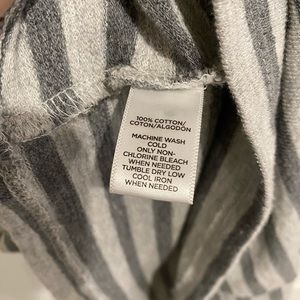 100% COTTON/
COTON/ALGODON
MACHINE WASH
COLD
ONLY NON-
CHLORINE BLEACH
WHEN NEEDED
TUMBLE DRY LOW
COOL IRON
WHEN NEEDED